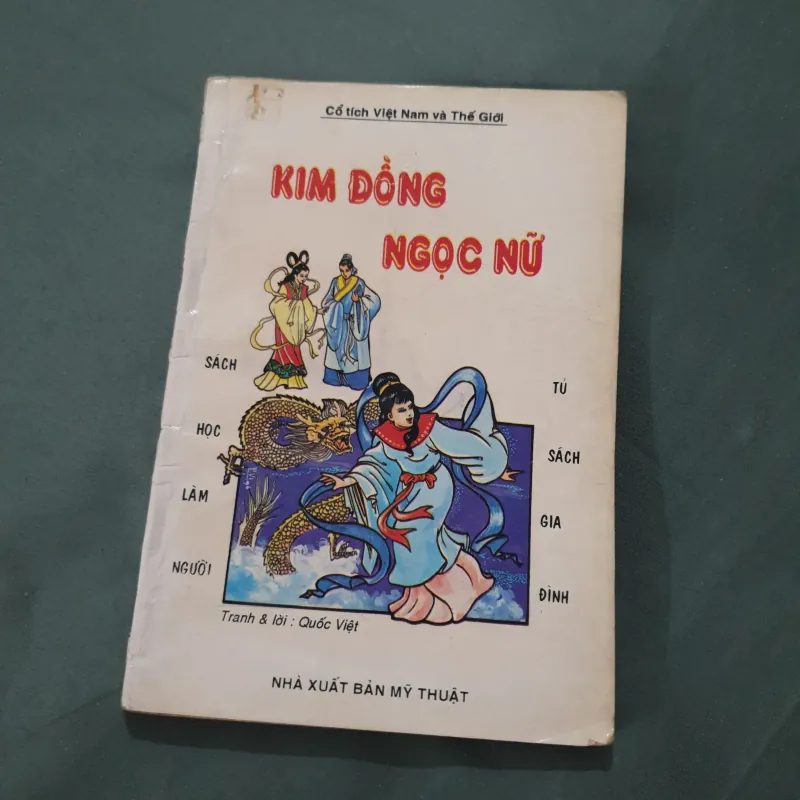 Cổ tích Việt Nam và Thế Giới
KIM ĐỒNG
NGỌC NỮ
SÁCH
HỌC
LÀM
NGƯỜI
TỦ
SÁCH
GIA
ĐÌNH
Tranh & lời : Quốc Việt
NHÀ XUẤT BẢN MỸ THUẬT